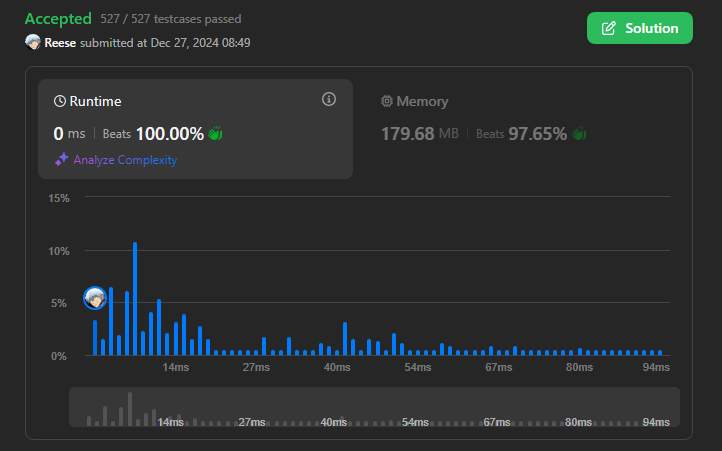 Accepted 527 / 527 testcases passed
Solution
Reese submitted at Dec 27, 2024 08:49
Runtime
0 ms | Beats 100.00%
Analyze Complexity
Memory
179.68 MB | Beats 97.65%
15%
10%
5%
0%
14ms 27ms 40ms 54ms 67ms 80ms 94ms
14ms 27ms 40ms 54ms 67ms 80ms 94ms